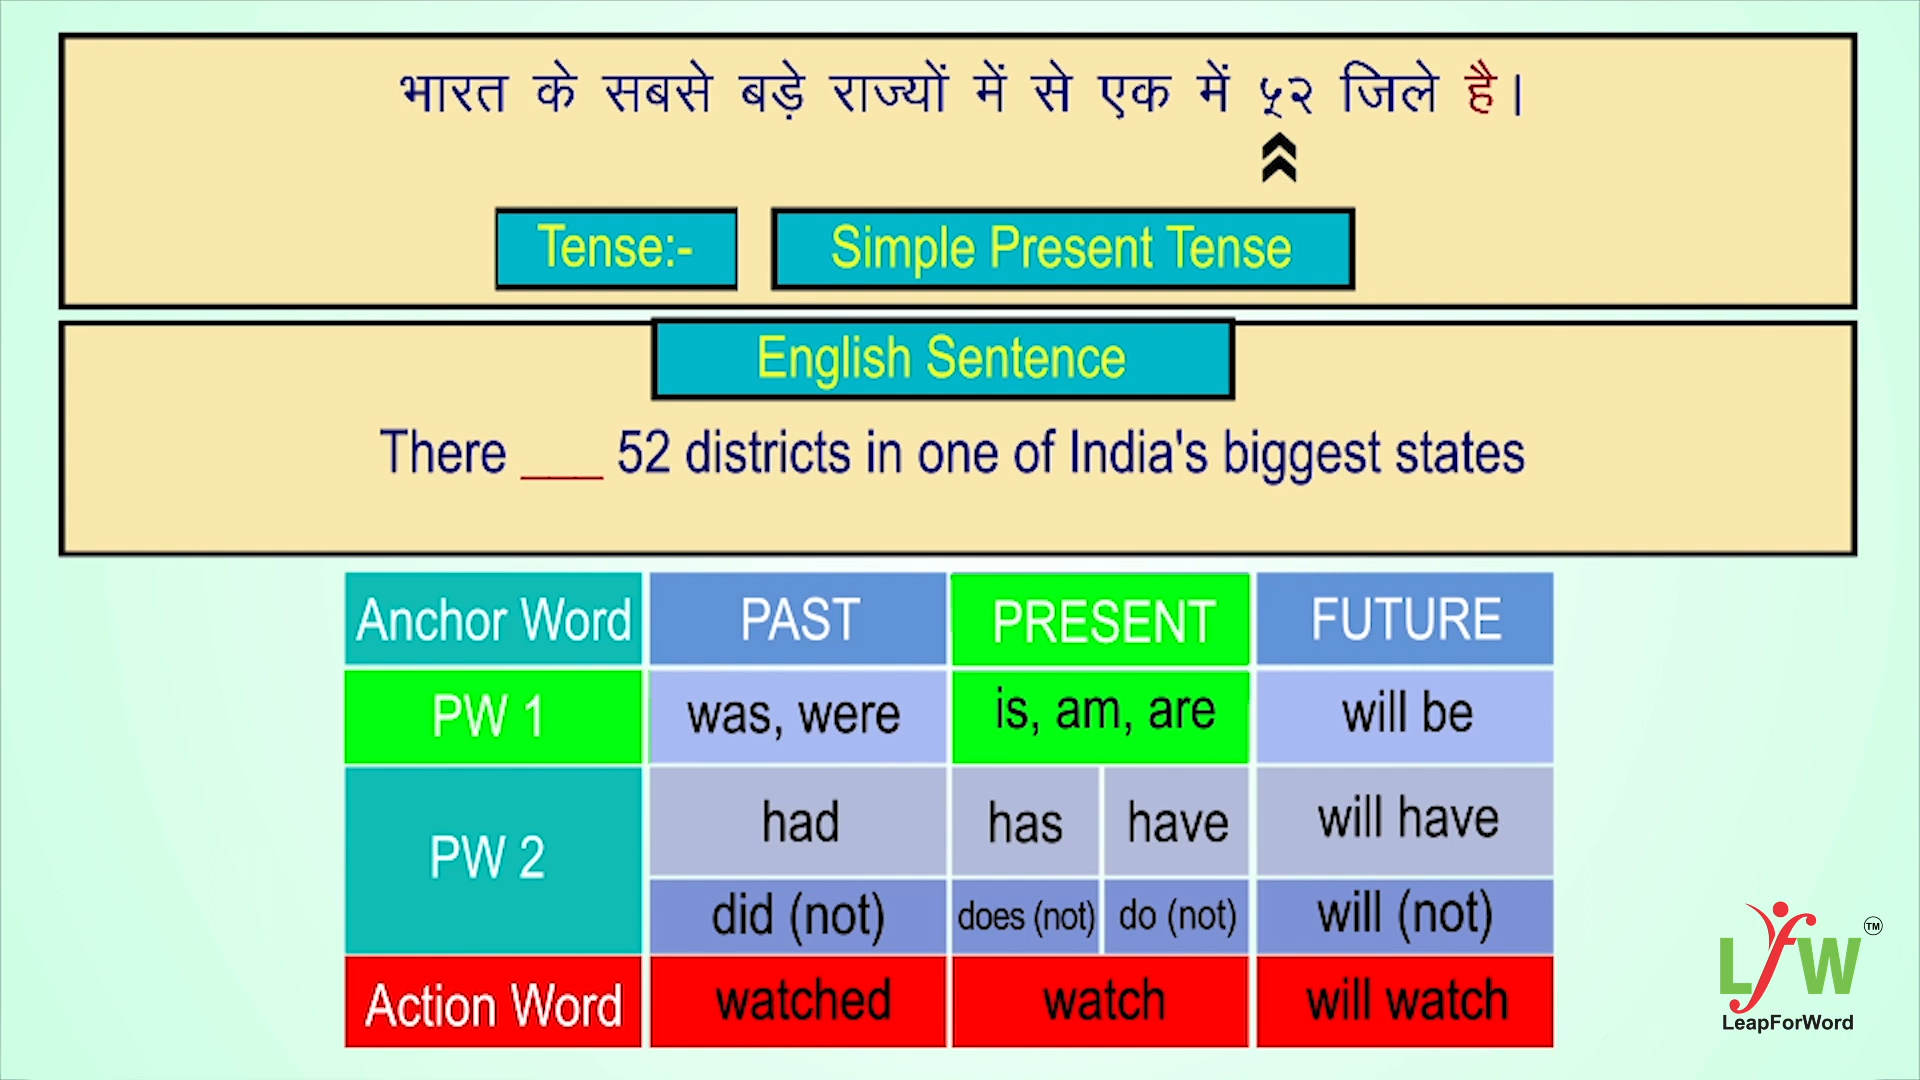 भारत के सबसे बड़े राज्यों में से एक में ५२ जिले है।
Tense:- Simple Present Tense
English Sentence
There ___ 52 districts in one of India's biggest states
Anchor Word PAST PRESENT FUTURE
PW 1 was, were is, am, are will be
PW 2 had has have will have
did (not) does (not) do (not) will (not)
Action Word watched watch will watch
LFW TM
LeapForWord